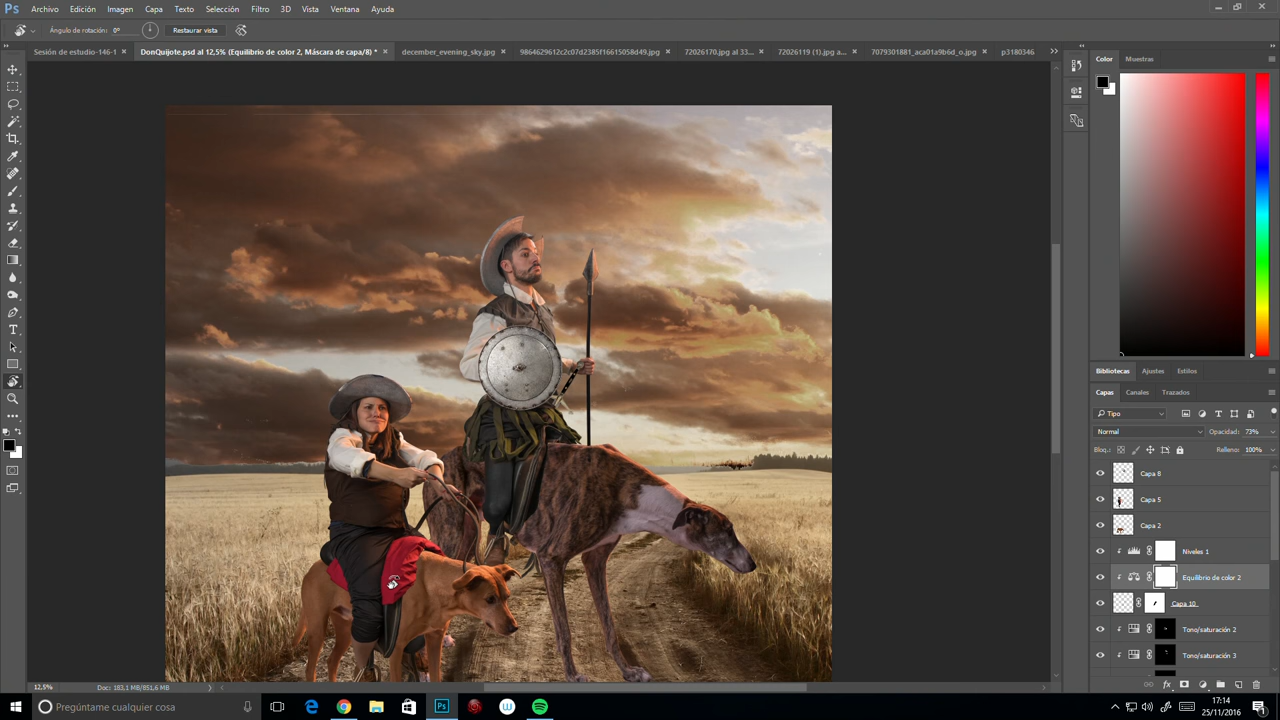 Ps Archivo Edición Imagen Capa Texto Selección Filtro 3D Vista Ventana Ayuda
Ángulo de rotación: 0° Restaurar vista
Sesión de estudio-146-1 × DonQuijote.psd al 12,5% (Equilibrio de color 2, Máscara de capa/8) * × december_evening_sky.jpg × 9864629612c2c07d2385f16615058d49.jpg × 72026170.jpg al 33... × 72026119 (1).jpg a... × 7079301881_aca01a9b6d_o.jpg × p3180346
Color Muestras
Bibliotecas Ajustes Estilos
Capas Canales Trazados
Tipo
Normal Opacidad: 73%
Bloq.: Relleno: 100%
Capa 8
Capa 5
Capa 2
Niveles 1
Equilibrio de color 2
Capa 10
Tono/saturación 2
Tono/saturación 3
12,5% Doc: 183,1 MB/851,6 MB
Pregúntame cualquier cosa
17:14
25/11/2016